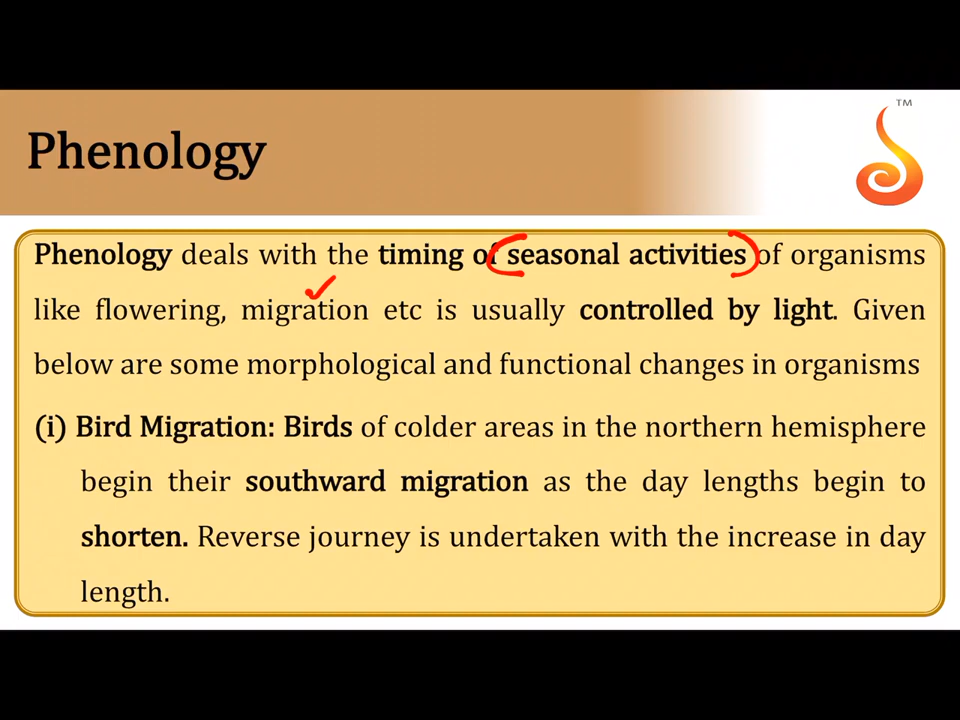 Phenology
TM
Phenology deals with the timing of seasonal activities of organisms
like flowering, migration etc is usually controlled by light. Given
below are some morphological and functional changes in organisms
(i) Bird Migration: Birds of colder areas in the northern hemisphere
begin their southward migration as the day lengths begin to
shorten. Reverse journey is undertaken with the increase in day
length.